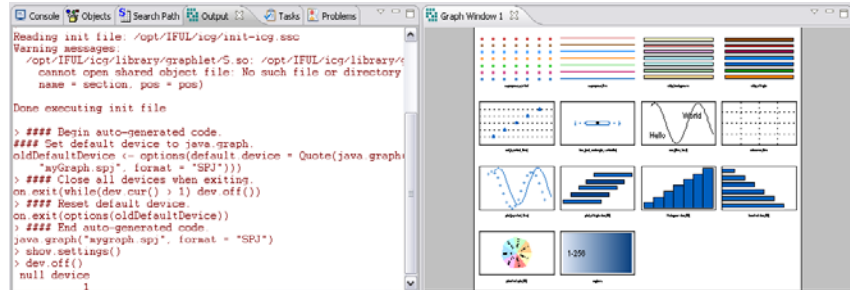 Console Objects Search Path Output Tasks Problems
Reading init file: /opt/IFUL/icg/init-icg.ssc
Warning messages:
/opt/IFUL/icg/library/graphlet/S.so: /opt/IFUL/icg/library/g
cannot open shared object file: No such file or directory
name = section, pos = pos)
Done executing init file
> #### Begin auto-generated code.
#### Set default device to java.graph.
oldDefaultDevice <- options(default.device = Quote(java.graph(
"myGraph.spj", format = "SPJ")))
> #### Close all devices when exiting.
on.exit(while(dev.cur() > 1) dev.off())
> #### Reset default device.
on.exit(options(oldDefaultDevice))
> #### End auto-generated code.
java.graph("mygraph.spj", format = "SPJ")
> show.settings()
> dev.off()
null device
1
Graph Window 1
World
Hello
1-256